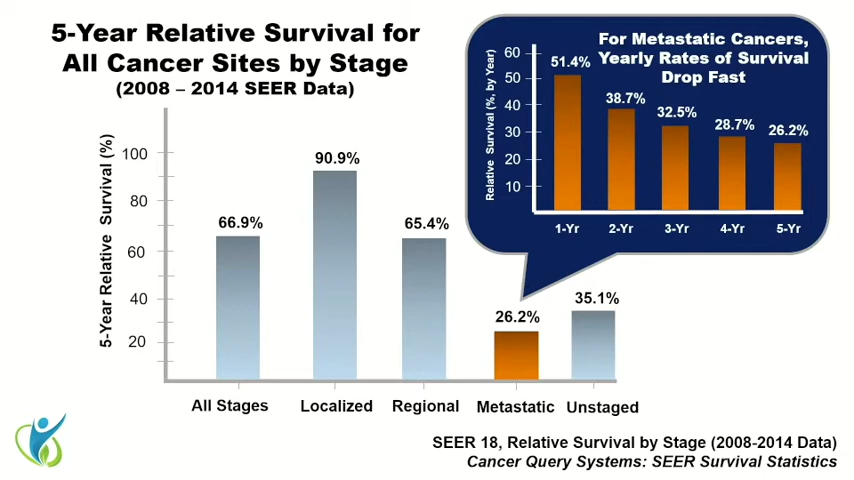 5-Year Relative Survival for
All Cancer Sites by Stage
(2008 – 2014 SEER Data)
5-Year Relative Survival (%)
100
80
60
40
20
66.9%
90.9%
65.4%
26.2%
35.1%
All Stages
Localized
Regional
Metastatic
Unstaged
For Metastatic Cancers,
Yearly Rates of Survival
Drop Fast
Relative Survival (%, by Year)
60
50
40
30
20
10
51.4%
38.7%
32.5%
28.7%
26.2%
1-Yr
2-Yr
3-Yr
4-Yr
5-Yr
SEER 18, Relative Survival by Stage (2008-2014 Data)
Cancer Query Systems: SEER Survival Statistics